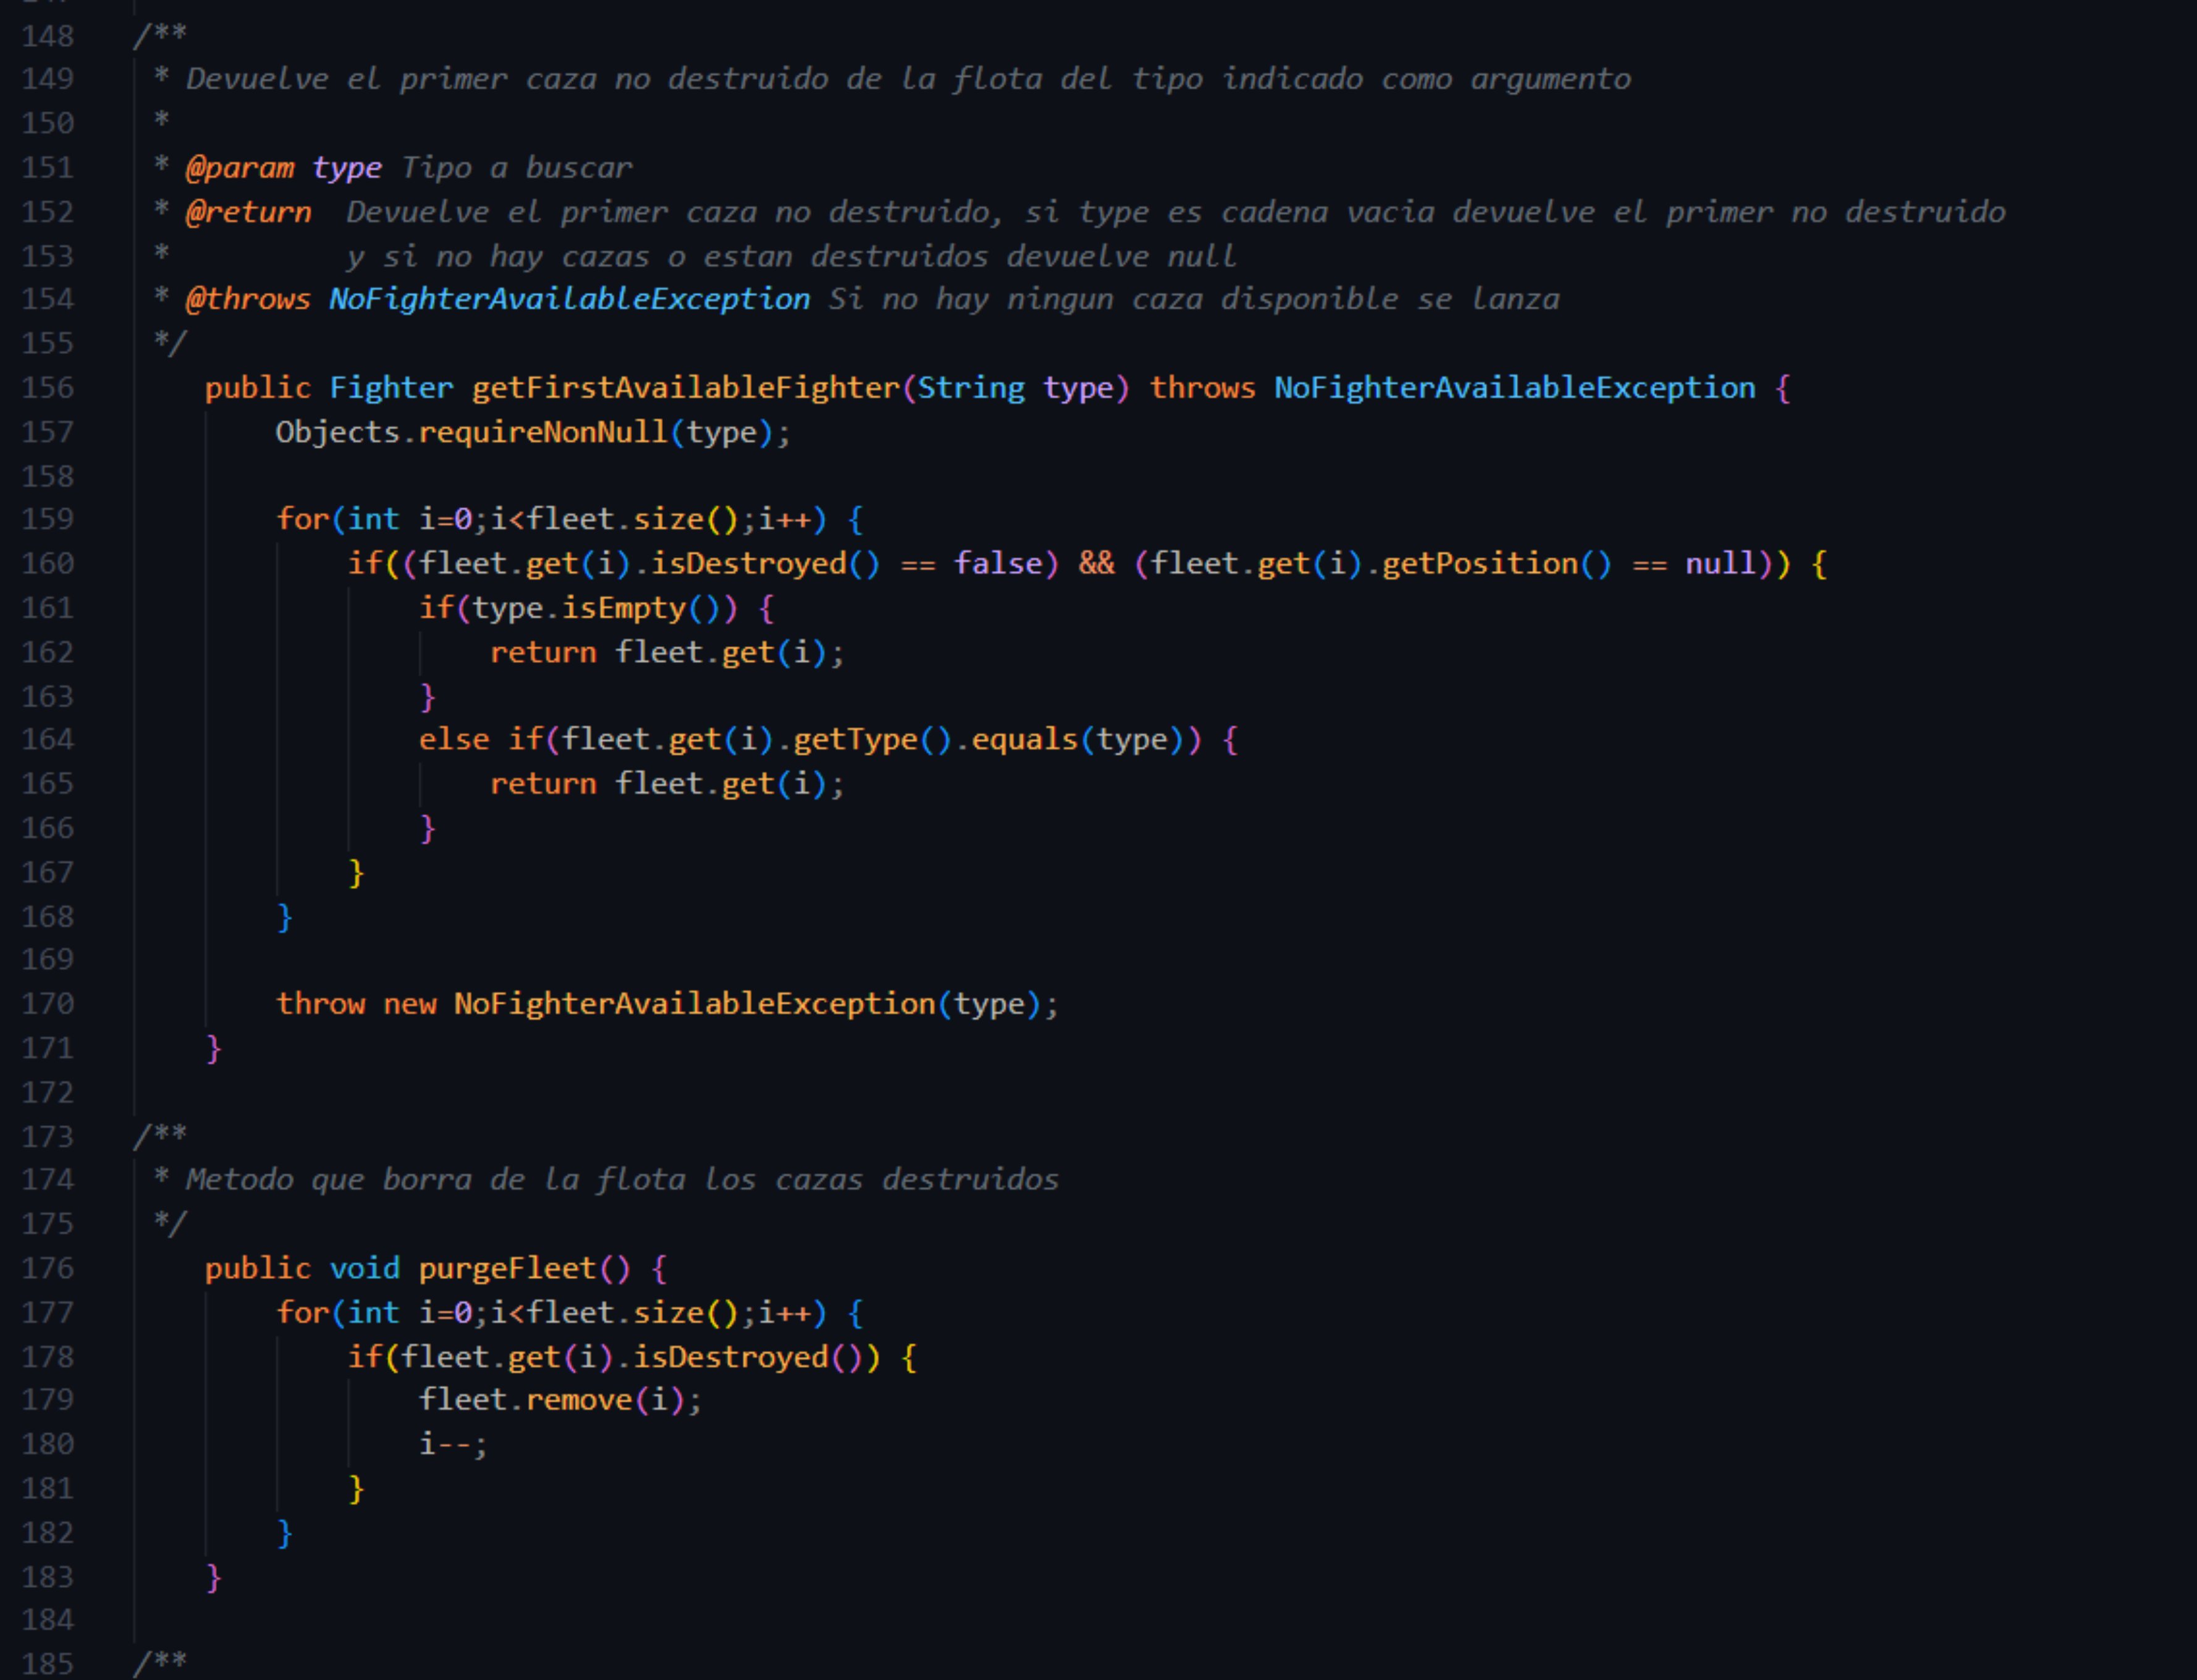 148 /**
149 * Devuelve el primer caza no destruido de la flota del tipo indicado como argumento
150 *
151 * @param type Tipo a buscar
152 * @return  Devuelve el primer caza no destruido, si type es cadena vacia devuelve el primer no destruido
153 *          y si no hay cazas o estan destruidos devuelve null
154 * @throws NoFighterAvailableException Si no hay ningun caza disponible se lanza
155 */
156     public Fighter getFirstAvailableFighter(String type) throws NoFighterAvailableException {
157         Objects.requireNonNull(type);
158
159         for(int i=0;i<fleet.size();i++) {
160             if((fleet.get(i).isDestroyed() == false) && (fleet.get(i).getPosition() == null)) {
161                 if(type.isEmpty()) {
162                     return fleet.get(i);
163                 }
164                 else if(fleet.get(i).getType().equals(type)) {
165                     return fleet.get(i);
166                 }
167             }
168         }
169
170         throw new NoFighterAvailableException(type);
171     }
172
173 /**
174 * Metodo que borra de la flota los cazas destruidos
175 */
176     public void purgeFleet() {
177         for(int i=0;i<fleet.size();i++) {
178             if(fleet.get(i).isDestroyed()) {
179                 fleet.remove(i);
180                 i--;
181             }
182         }
183     }
184
185 /**